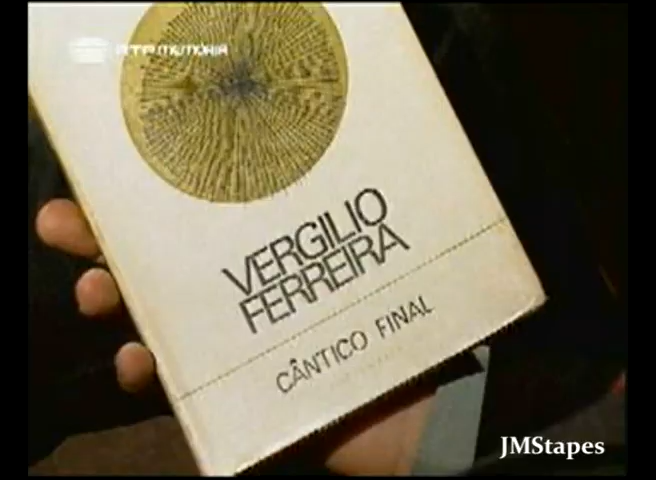 RTP MEMÓRIA
VERGILIO
FERREIRA
CÂNTICO FINAL
JMStapes